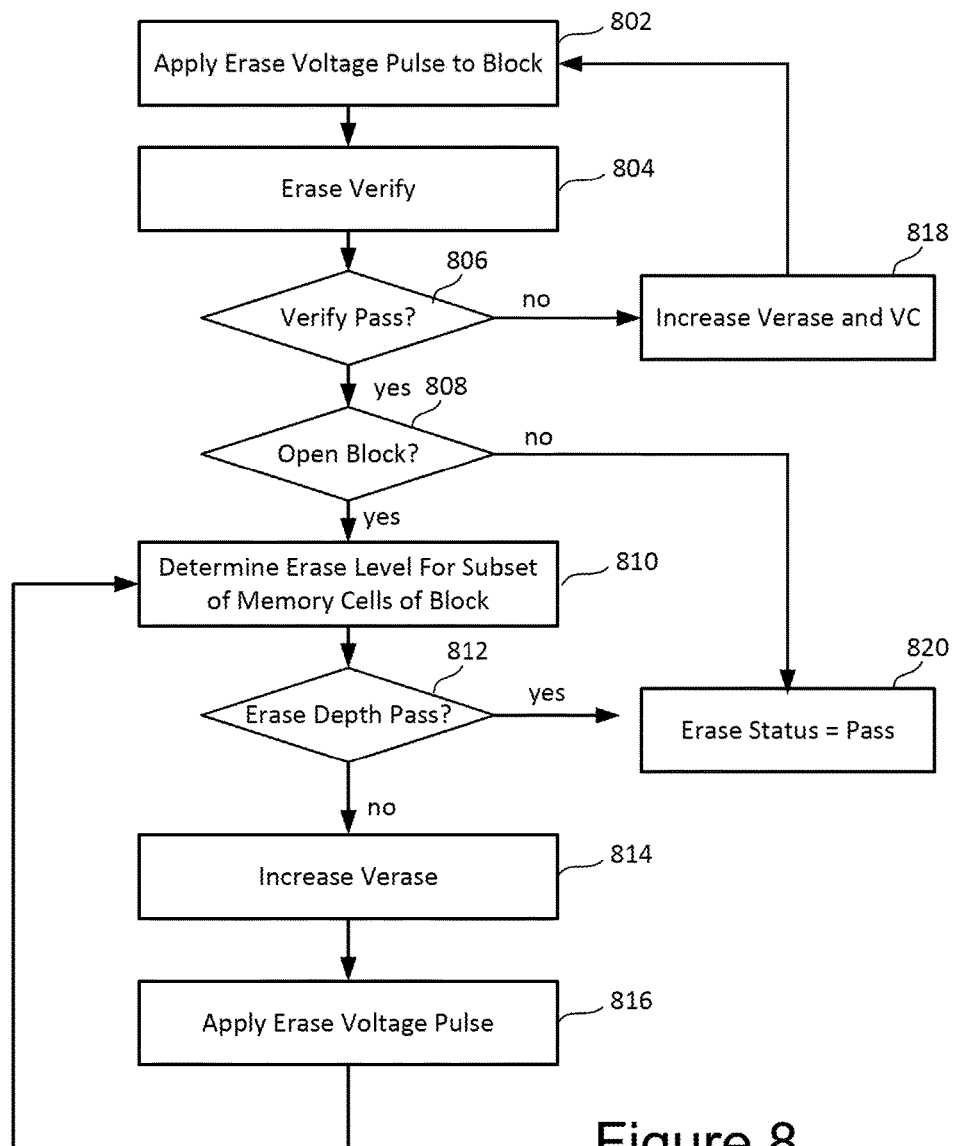 802
Apply Erase Voltage Pulse to Block
804
Erase Verify
806
818
Verify Pass?
no
Increase Verase and VC
yes
808
Open Block?
no
yes
810
Determine Erase Level For Subset
of Memory Cells of Block
812
820
Erase Depth Pass?
yes
Erase Status = Pass
no
814
Increase Verase
816
Apply Erase Voltage Pulse
Figure 8